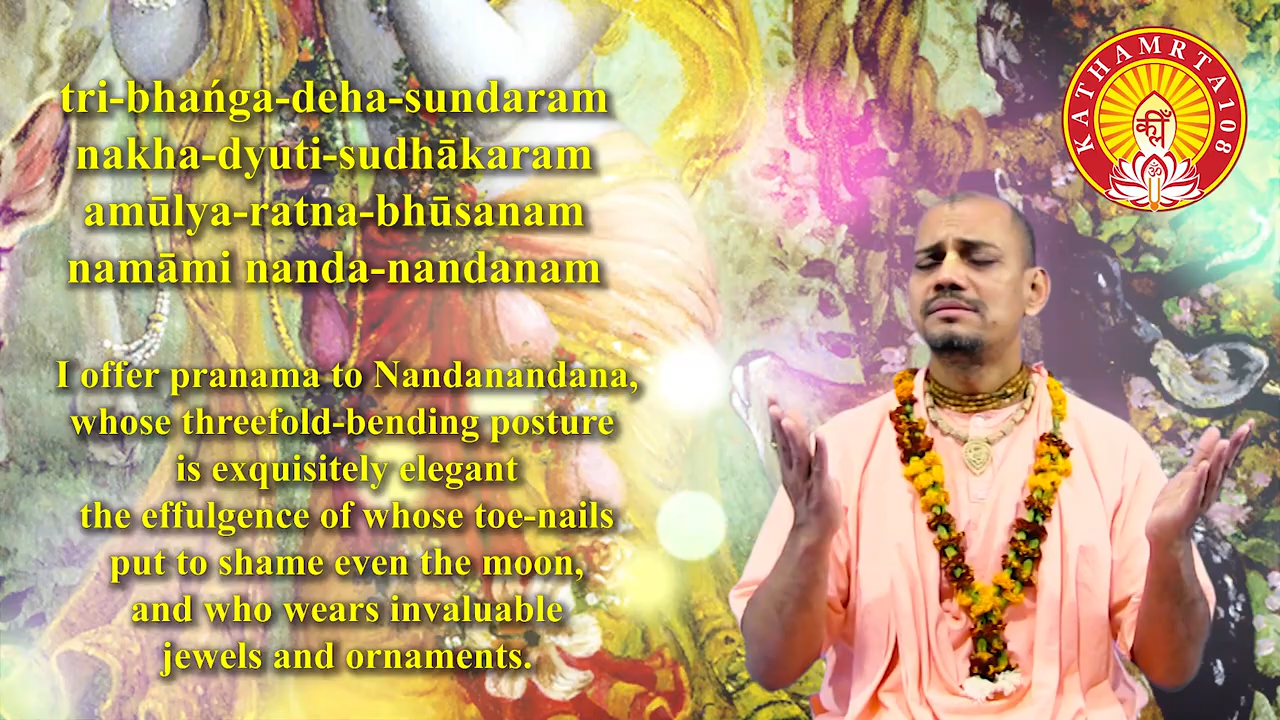 tri-bhańga-deha-sundaram
nakha-dyuti-sudhākaram
amūlya-ratna-bhūsanam
namāmi nanda-nandanam
I offer pranama to Nandanandana,
whose threefold-bending posture
is exquisitely elegant
the effulgence of whose toe-nails
put to shame even the moon,
and who wears invaluable
jewels and ornaments.
KATHAMRTA108
क्लीँ
ॐ